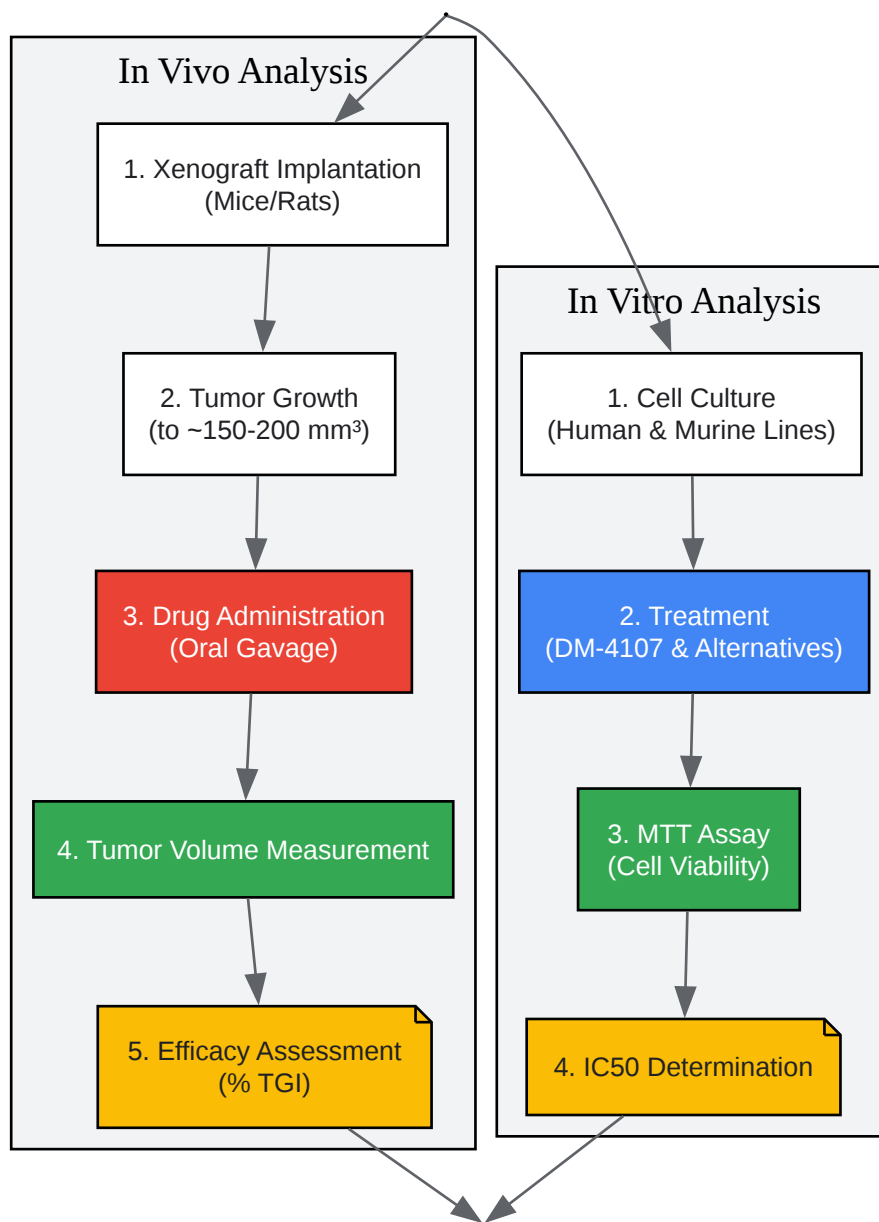 In Vivo Analysis
1. Xenograft Implantation
(Mice/Rats)
2. Tumor Growth
(to ~150-200 mm³)
3. Drug Administration
(Oral Gavage)
4. Tumor Volume Measurement
5. Efficacy Assessment
(% TGI)
In Vitro Analysis
1. Cell Culture
(Human & Murine Lines)
2. Treatment
(DM-4107 & Alternatives)
3. MTT Assay
(Cell Viability)
4. IC50 Determination